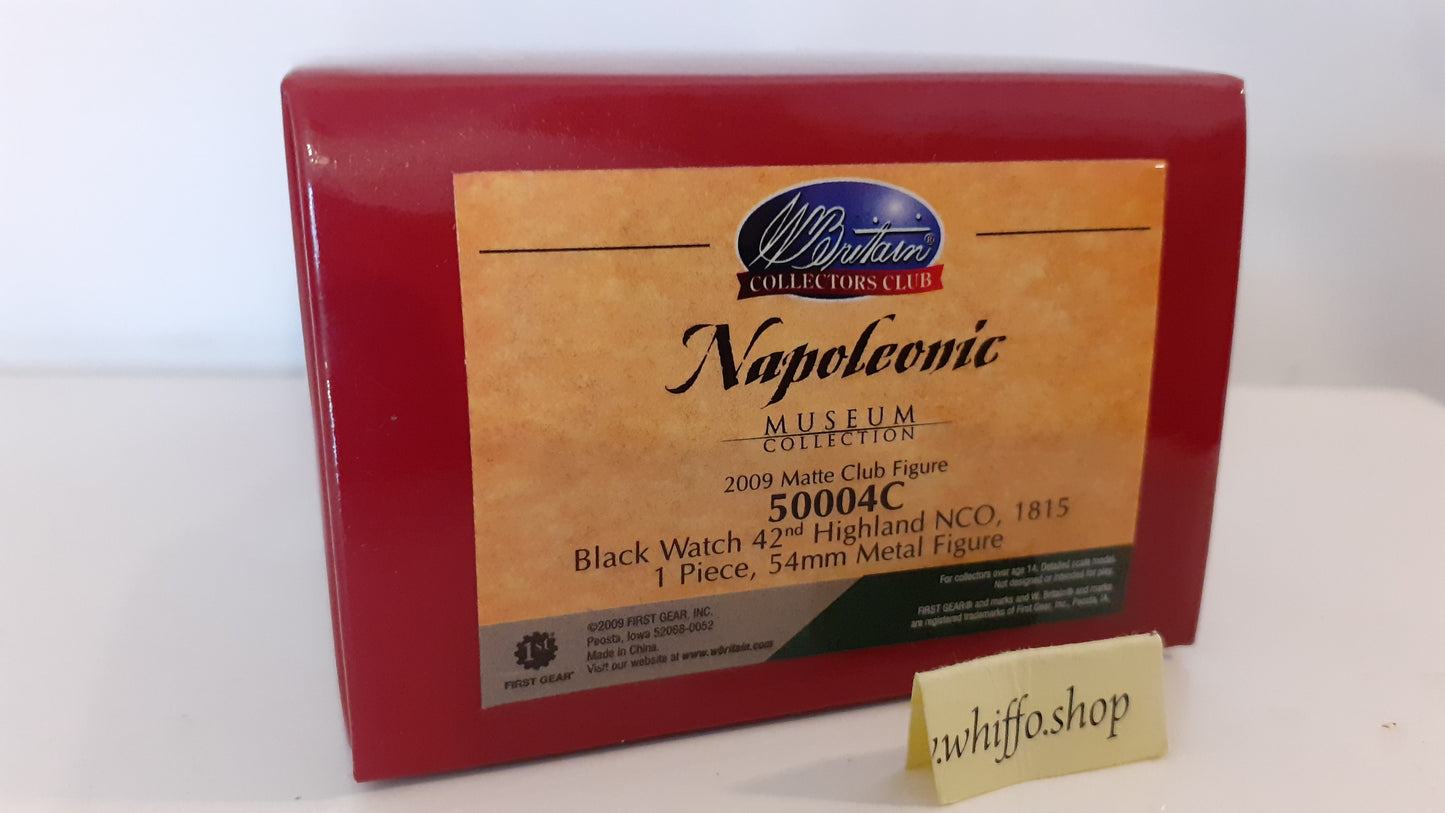 W Britain®
COLLECTORS CLUB
Napoleonic
MUSEUM
COLLECTION
2009 Matte Club Figure
50004C
Black Watch 42nd Highland NCO, 1815
1 Piece, 54mm Metal Figure
For collectors over age 14. Detailed scale model.
Not designed or intended for play.
FIRST GEAR® and marks and W. Britain® and marks
are registered trademarks of First Gear, Inc., Peosta, IA.
1ST
FIRST GEAR®
©2009 FIRST GEAR, INC.
Peosta, Iowa 52068-0052
Made in China.
Visit our website at www.wbritain.com
.whiffo.shop